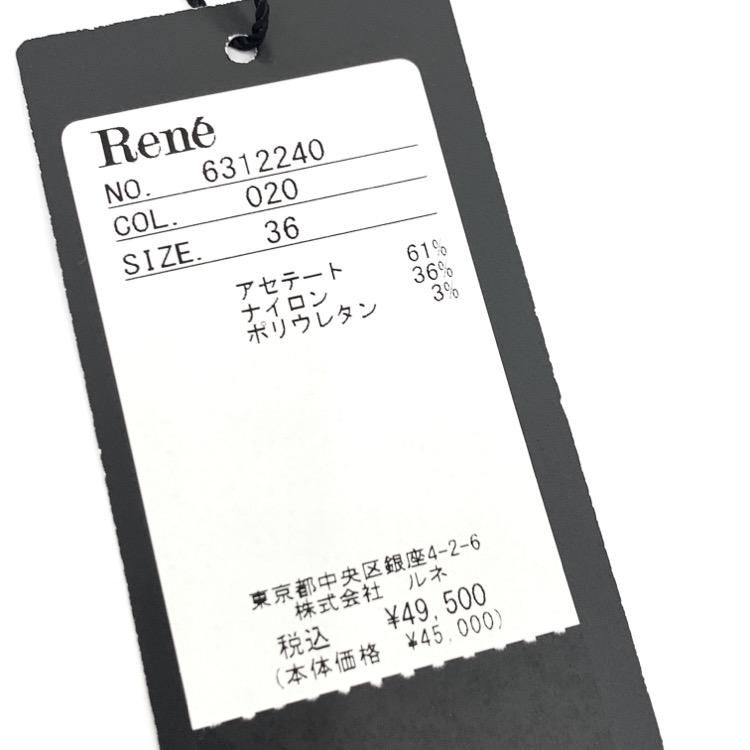 René
NO. 6312240
COL. 020
SIZE. 36
アセテート 61%
ナイロン 36%
ポリウレタン 3%
東京都中央区銀座4-2-6
株式会社 ルネ
税込 ¥49,500
(本体価格 ¥45,000)